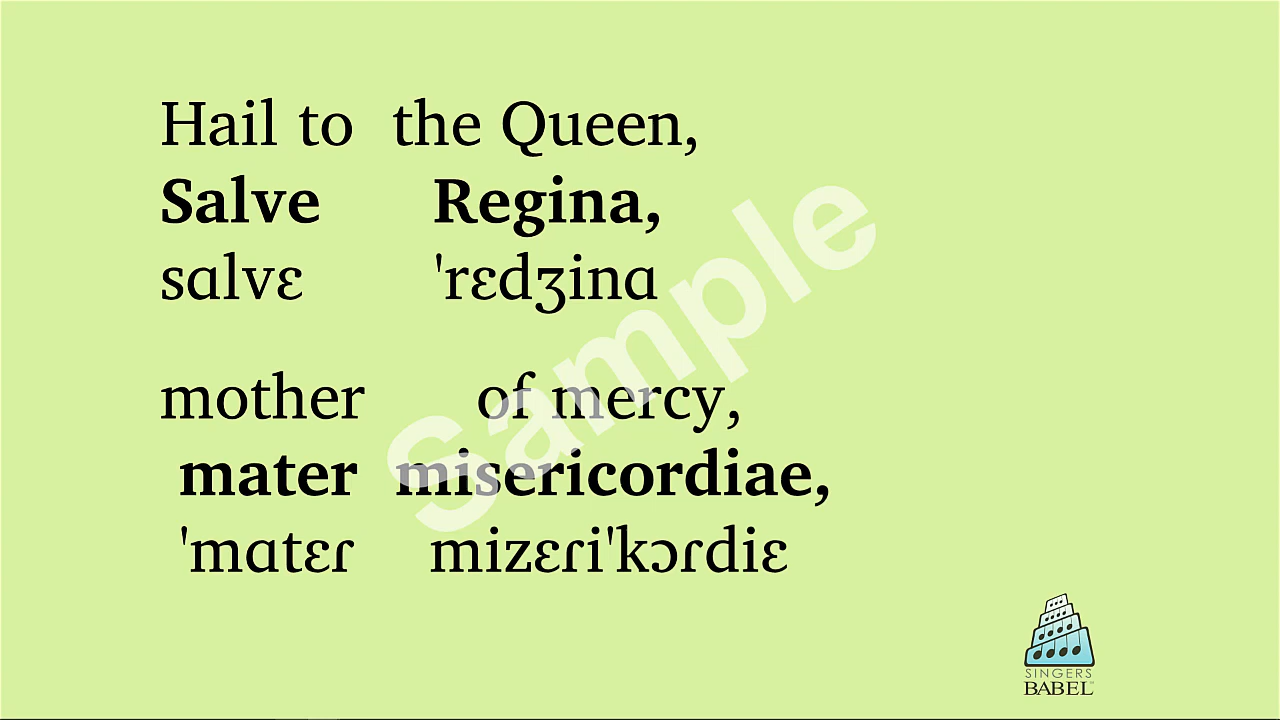 Hail to the Queen,
Salve Regina,
sɑlvɛ ˈrɛdʒinɑ
mother of mercy,
mater misericordiae,
ˈmɑtɛɾ mizɛɾiˈkɔɾdiɛ
Sample
SINGERS
BABEL